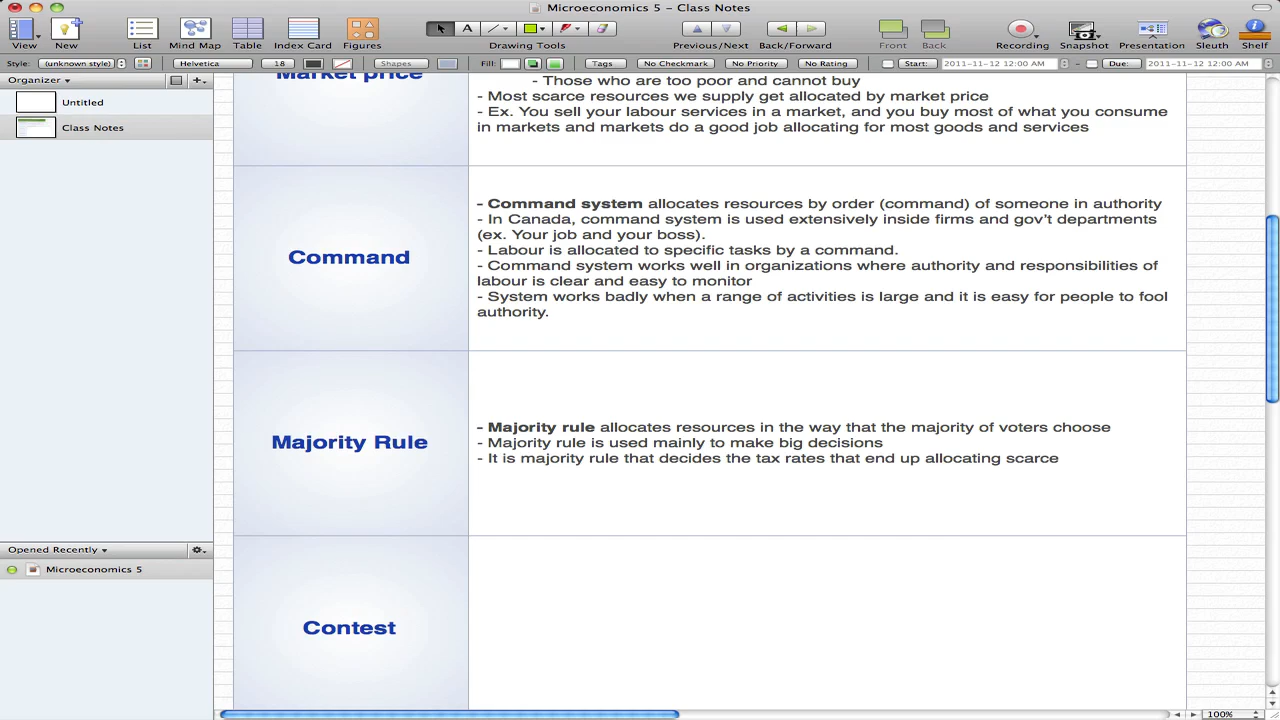 Microeconomics 5 – Class Notes
View New List Mind Map Table Index Card Figures Drawing Tools Previous/Next Back/Forward Front Back Recording Snapshot Presentation Sleuth Shelf
Style: (unknown style) Helvetica 18 Shapes Fill: Tags No Checkmark No Priority No Rating Start: 2011-11-12 12:00 AM - Due: 2011-11-12 12:00 AM
Organizer
Untitled
Class Notes
Market price
- Those who are too poor and cannot buy
- Most scarce resources we supply get allocated by market price
- Ex. You sell your labour services in a market, and you buy most of what you consume
in markets and markets do a good job allocating for most goods and services
Command
- Command system allocates resources by order (command) of someone in authority
- In Canada, command system is used extensively inside firms and gov't departments
(ex. Your job and your boss).
- Labour is allocated to specific tasks by a command.
- Command system works well in organizations where authority and responsibilities of
labour is clear and easy to monitor
- System works badly when a range of activities is large and it is easy for people to fool
authority.
Majority Rule
- Majority rule allocates resources in the way that the majority of voters choose
- Majority rule is used mainly to make big decisions
- It is majority rule that decides the tax rates that end up allocating scarce
Contest
Opened Recently
Microeconomics 5
100%